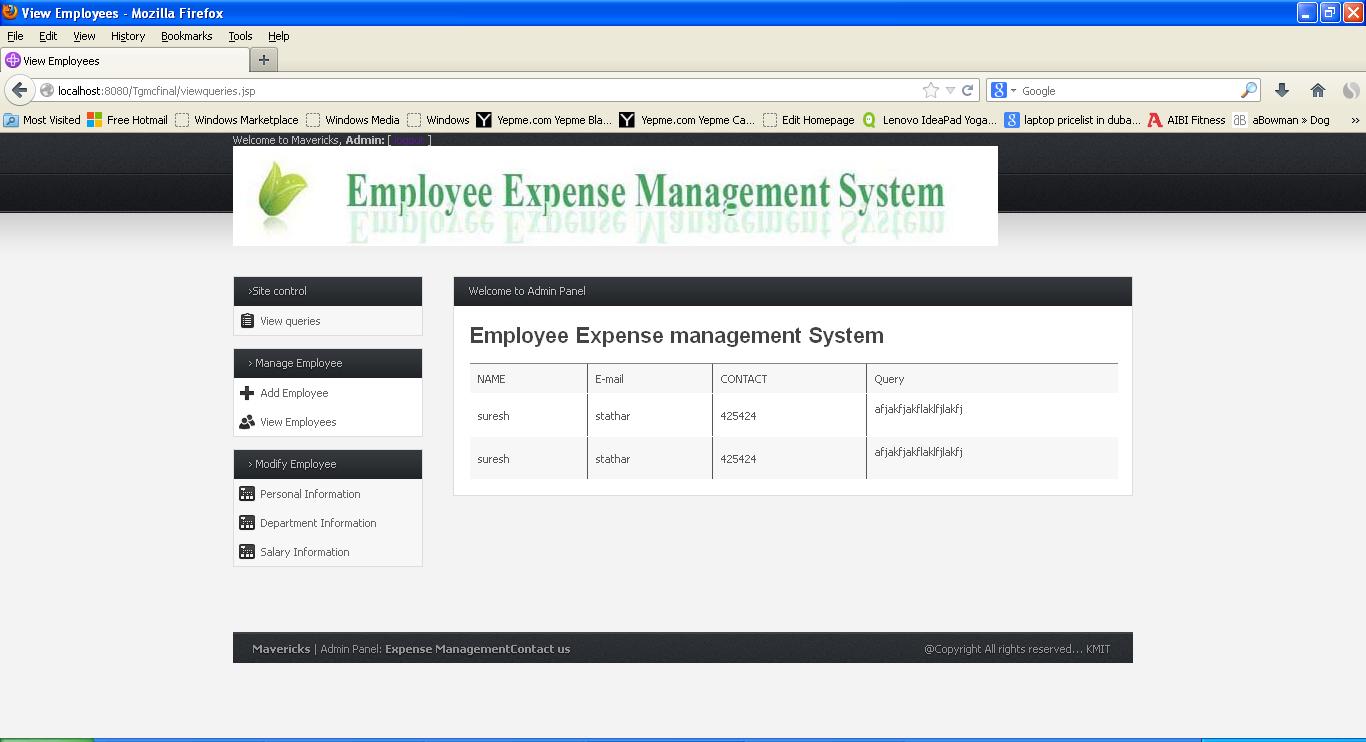 View Employees - Mozilla Firefox
File Edit View History Bookmarks Tools Help
View Employees
localhost:8080/Tgmcfinal/viewqueries.jsp
Google
Most Visited Free Hotmail Windows Marketplace Windows Media Windows Yepme.com Yepme Bla... Yepme.com Yepme Ca... Edit Homepage Lenovo IdeaPad Yoga... laptop pricelist in duba... AIBI Fitness aBowman » Dog »
Welcome to Mavericks, Admin: [ logout ]
Employee Expense Management System
>Site control
View queries
> Manage Employee
Add Employee
View Employees
> Modify Employee
Personal Information
Department Information
Salary Information
Welcome to Admin Panel
Employee Expense management System
NAME E-mail CONTACT Query
suresh stathar 425424 afjakfjakflaklfjlakfj
suresh stathar 425424 afjakfjakflaklfjlakfj
Mavericks | Admin Panel: Expense ManagementContact us
@Copyright All rights reserved... KMIT